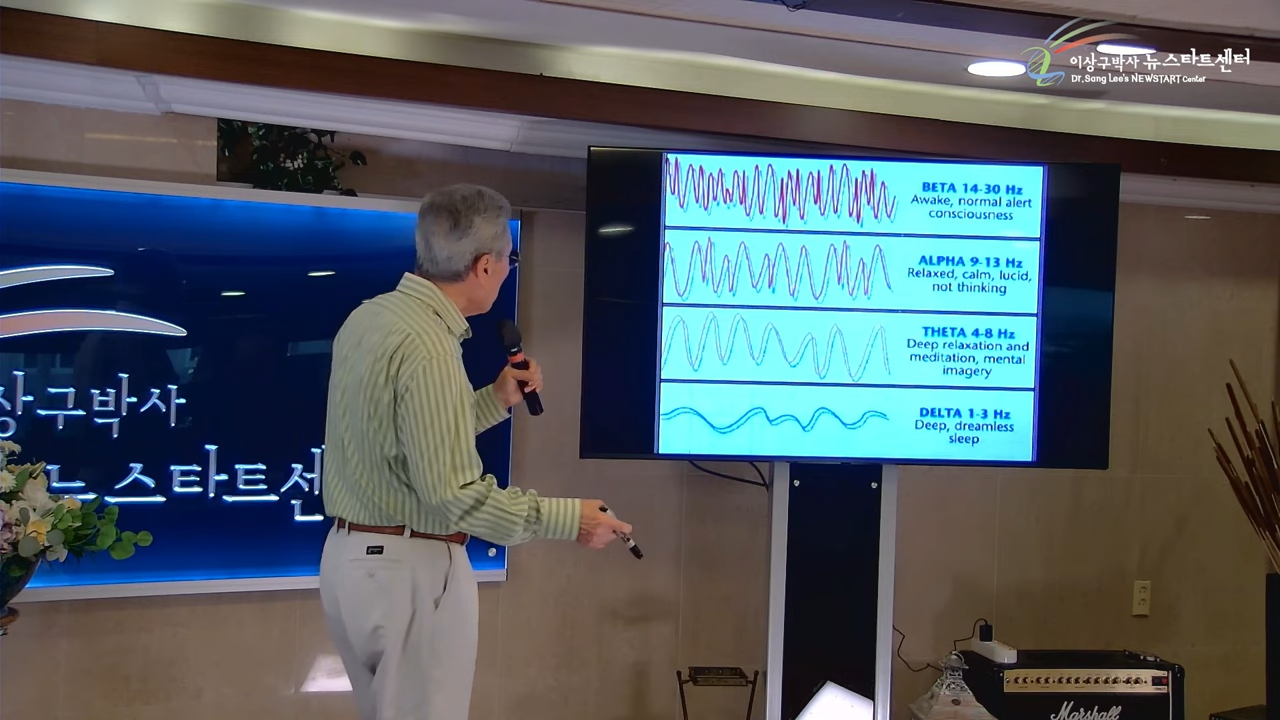 이상구박사 뉴스타트센터
Dr. Sang Lee's NEWSTART Center
BETA 14-30 Hz
Awake, normal alert
consciousness
ALPHA 9-13 Hz
Relaxed, calm, lucid,
not thinking
THETA 4-8 Hz
Deep relaxation and
meditation, mental
imagery
DELTA 1-3 Hz
Deep, dreamless
sleep
상구박사
뉴스타트센
Marshall